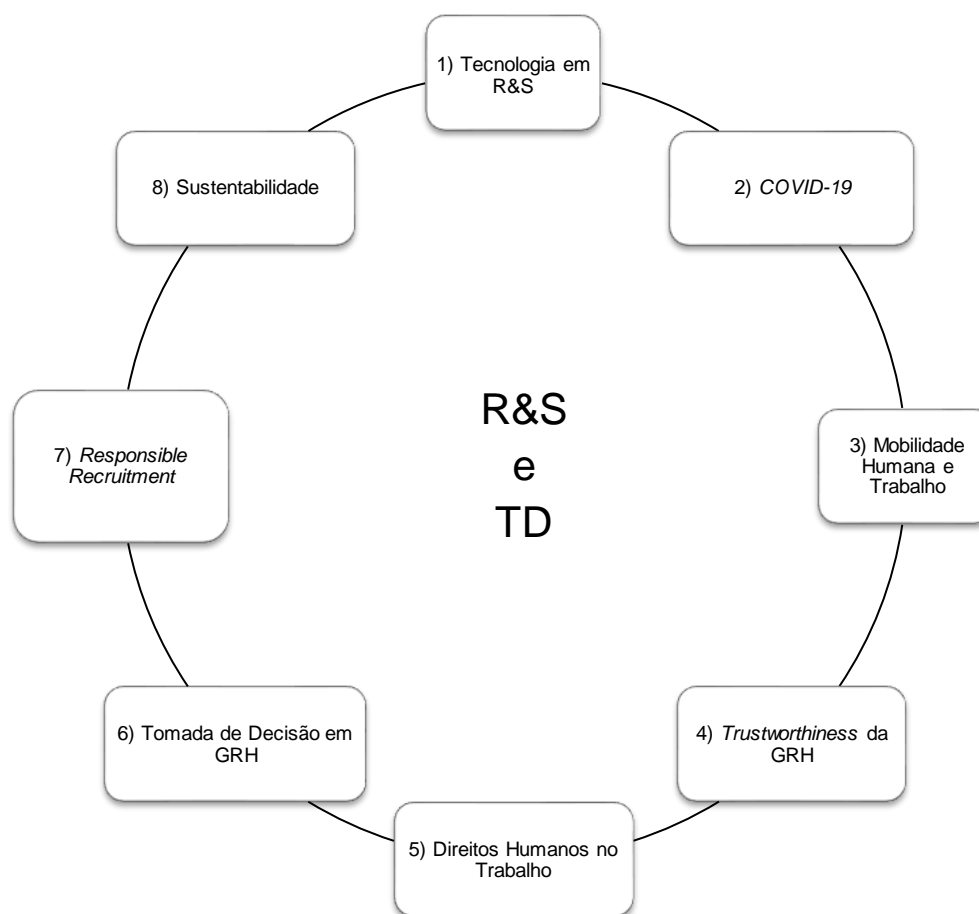 1) Tecnologia em
R&S
2) COVID-19
3) Mobilidade
Humana e
Trabalho
4) Trustworthiness da
GRH
5) Direitos Humanos no
Trabalho
6) Tomada de Decisão em
GRH
7) Responsible
Recruitment
8) Sustentabilidade
R&S
e
TD